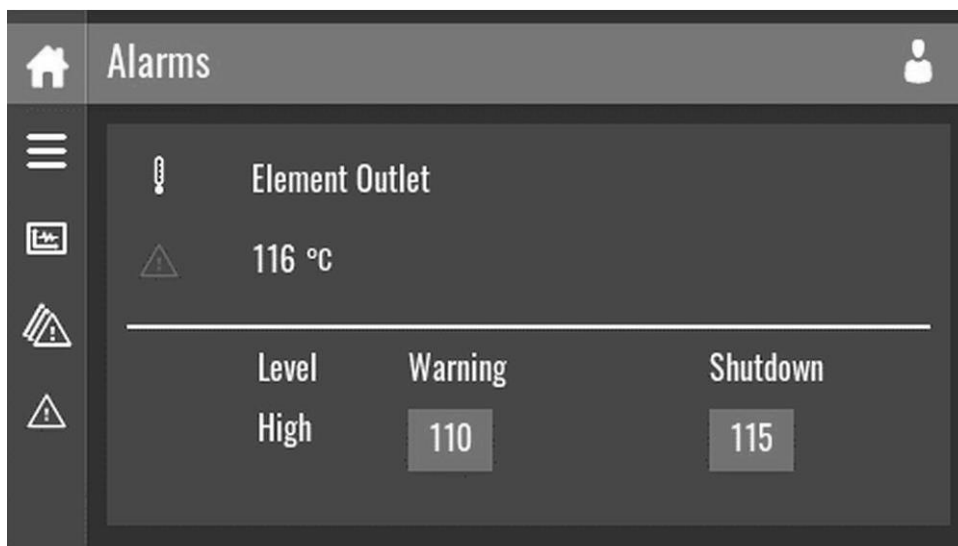 Alarms
Element Outlet
116 °C
Level Warning Shutdown
High 110 115